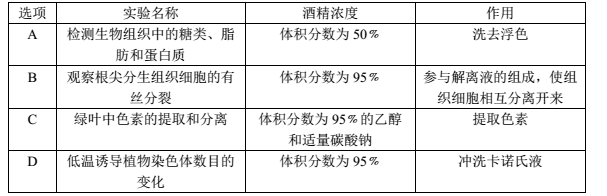 选项 实验名称 酒精浓度 作用
A 检测生物组织中的糖类、脂 体积分数为 50% 洗去浮色
肪和蛋白质
B 观察根尖分生组织细胞的有 体积分数为 95% 参与解离液的组成，使组
丝分裂 织细胞相互分离开来
C 绿叶中色素的提取和分离 体积分数为 95%的乙醇 提取色素
和适量碳酸钠
D 低温诱导植物染色体数目的 体积分数为 95% 冲洗卡诺氏液
变化